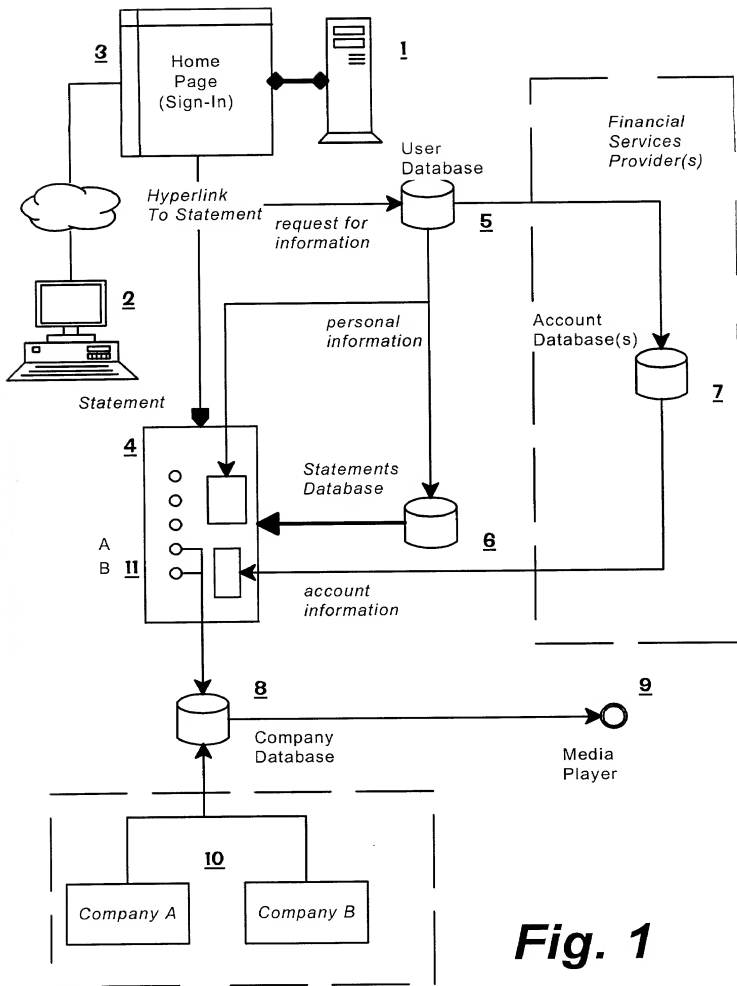 3
Home
Page
(Sign-In)
1
Financial
Services
Provider(s)
User
Database
Hyperlink
To Statement
request for
information
5
2
personal
information
Account
Database(s)
7
Statement
4
Statements
Database
6
A
B
11
account
information
8
9
Company
Database
Media
Player
10
Company A
Company B
Fig. 1